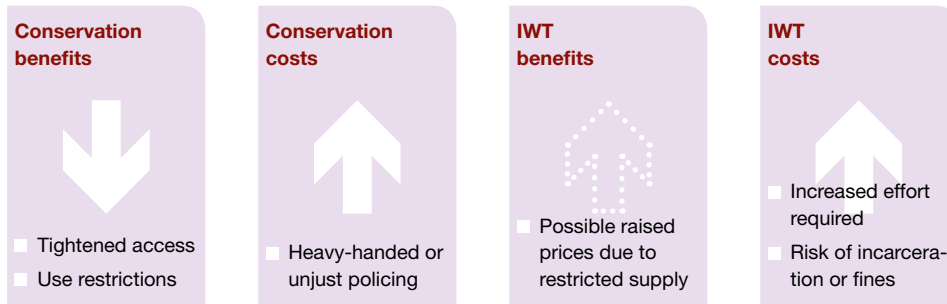 Conservation
benefits
Tightened access
Use restrictions
Conservation
costs
Heavy-handed or
unjust policing
IWT
benefits
Possible raised
prices due to
restricted supply
IWT
costs
Increased effort
required
Risk of incarcera-
tion or fines